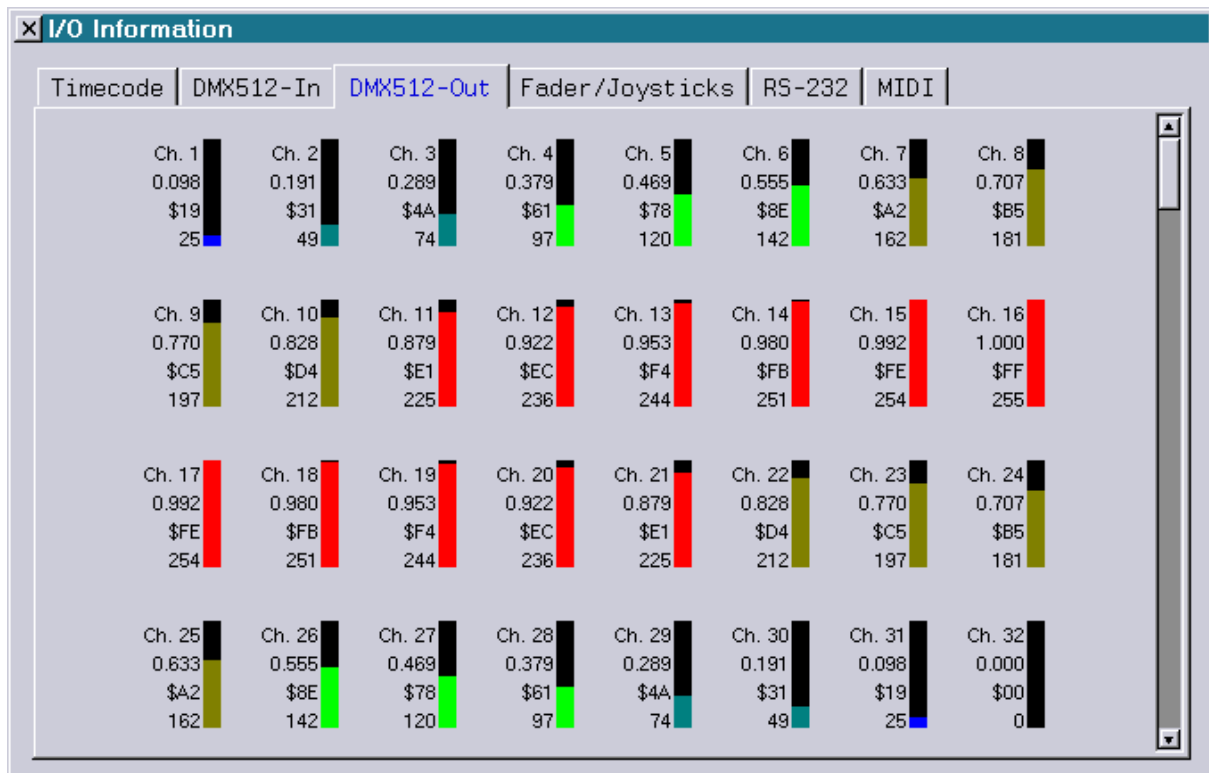 I/O Information
Timecode DMX512-In DMX512-Out Fader/Joysticks RS-232 MIDI
Ch. 1 Ch. 2 Ch. 3 Ch. 4 Ch. 5 Ch. 6 Ch. 7 Ch. 8
0.098 0.191 0.289 0.379 0.469 0.555 0.633 0.707
$19 $31 $4A $61 $78 $8E $A2 $B5
25 49 74 97 120 142 162 181
Ch. 9 Ch. 10 Ch. 11 Ch. 12 Ch. 13 Ch. 14 Ch. 15 Ch. 16
0.770 0.828 0.879 0.922 0.953 0.980 0.992 1.000
$C5 $D4 $E1 $EC $F4 $FB $FE $FF
197 212 225 236 244 251 254 255
Ch. 17 Ch. 18 Ch. 19 Ch. 20 Ch. 21 Ch. 22 Ch. 23 Ch. 24
0.992 0.980 0.953 0.922 0.879 0.828 0.770 0.707
$FE $FB $F4 $EC $E1 $D4 $C5 $B5
254 251 244 236 225 212 197 181
Ch. 25 Ch. 26 Ch. 27 Ch. 28 Ch. 29 Ch. 30 Ch. 31 Ch. 32
0.633 0.555 0.469 0.379 0.289 0.191 0.098 0.000
$A2 $8E $78 $61 $4A $31 $19 $00
162 142 120 97 74 49 25 0